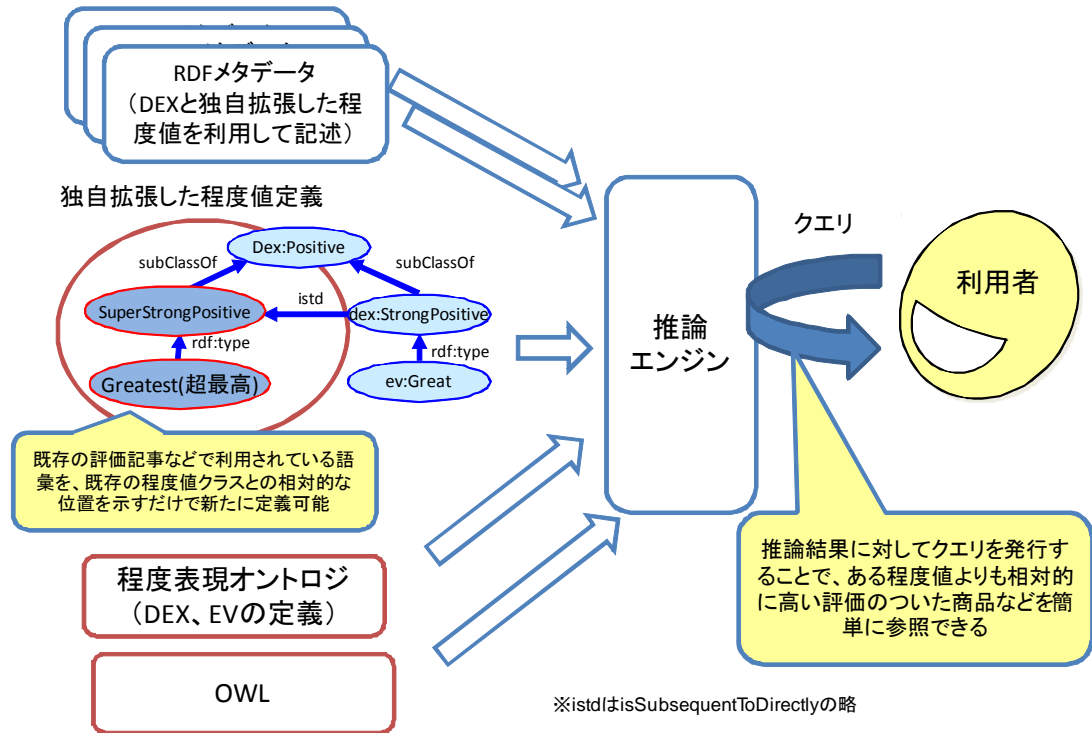 RDFメタデータ
（DEXと独自拡張した程
度値を利用して記述）
独自拡張した程度値定義
Dex:Positive
subClassOf
subClassOf
SuperStrongPositive
istd
dex:StrongPositive
rdf:type
rdf:type
Greatest(超最高)
ev:Great
既存の評価記事などで利用されている語
彙を、既存の程度値クラスとの相対的な
位置を示すだけで新たに定義可能
程度表現オントロジ
（DEX、EVの定義）
OWL
推論
エンジン
クエリ
利用者
推論結果に対してクエリを発行す
ることで、ある程度値よりも相対的
に高い評価のついた商品などを簡
単に参照できる
※istdはisSubsequentToDirectlyの略